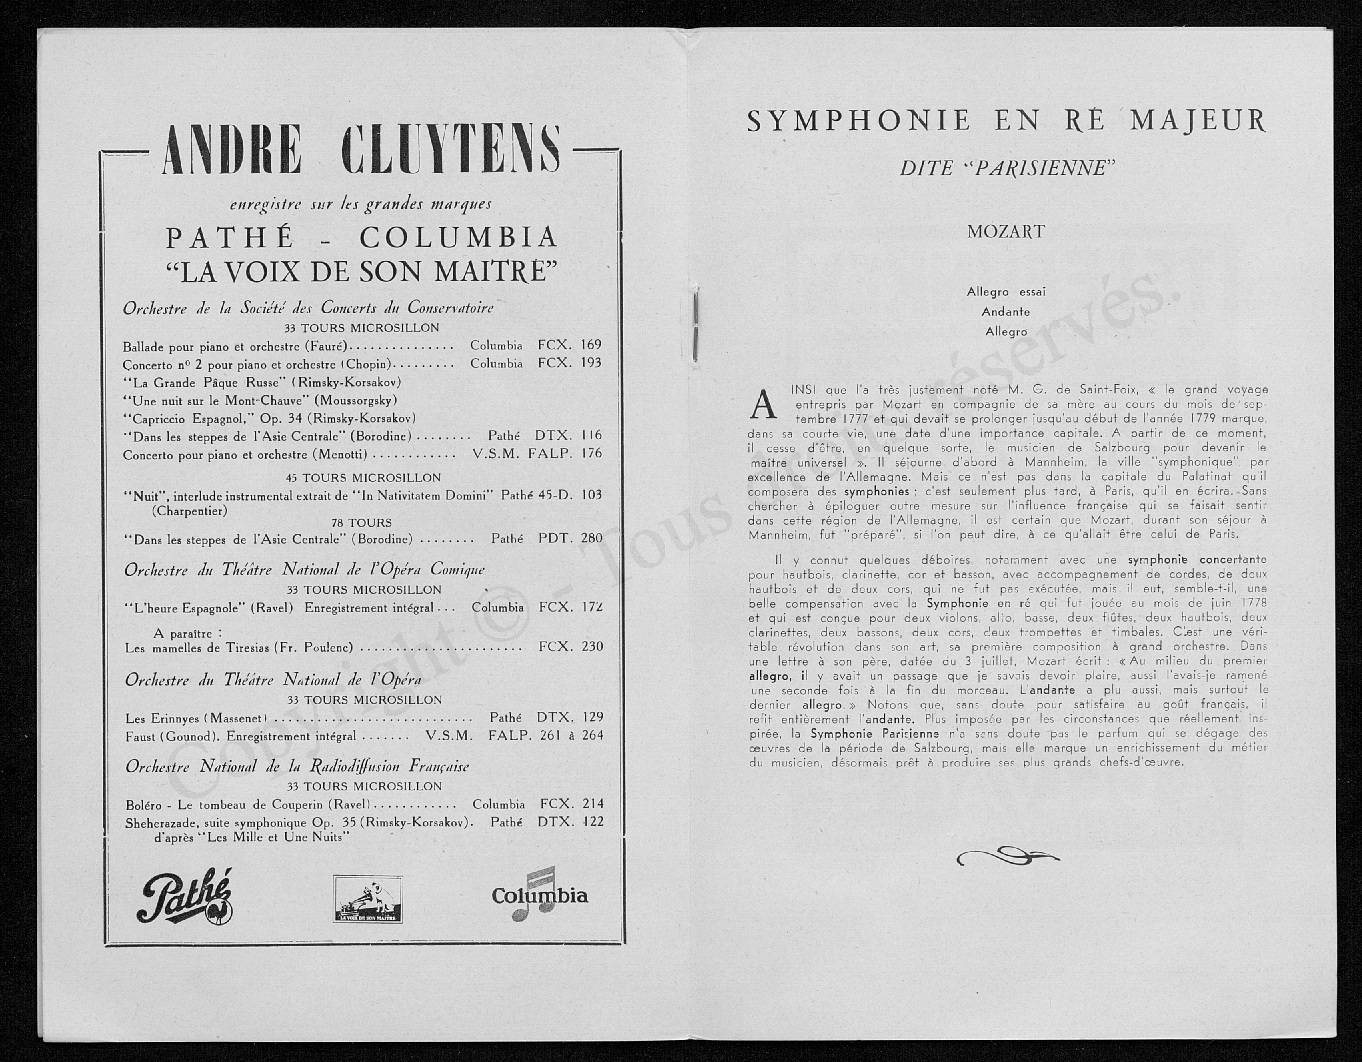 ANDRE CLUYTENS
enregistre sur les grandes marques
PATHÉ - COLUMBIA
"LA VOIX DE SON MAITRE"
Orchestre de la Société des Concerts du Conservatoire
33 TOURS MICROSILLON
Ballade pour piano et orchestre (Fauré)............... Columbia FCX. 169
Concerto nº 2 pour piano et orchestre (Chopin)......... Columbia FCX. 193
"La Grande Pâque Russe" (Rimsky-Korsakov)
"Une nuit sur le Mont-Chauve" (Moussorgsky)
"Capriccio Espagnol," Op. 34 (Rimsky-Korsakov)
"Dans les steppes de l'Asie Centrale" (Borodine) ........ Pathé DTX. 116
Concerto pour piano et orchestre (Menotti) ............ V.S.M. FALP. 176
45 TOURS MICROSILLON
"Nuit", interlude instrumental extrait de "In Nativitatem Domini" Pathé 45-D. 103
(Charpentier)
78 TOURS
"Dans les steppes de l'Asie Centrale" (Borodine) ........ Pathé PDT. 280
Orchestre du Théâtre National de l'Opéra Comique
33 TOURS MICROSILLON
"L'heure Espagnole" (Ravel) Enregistrement intégral ... Columbia FCX. 172
A paraître :
Les mamelles de Tiresias (Fr. Poulenc) ........................ FCX. 230
Orchestre du Théâtre National de l'Opéra
33 TOURS MICROSILLON
Les Erinnyes (Massenet) ............................. Pathé DTX. 129
Faust (Gounod). Enregistrement intégral ....... V.S.M. FALP. 261 à 264
Orchestre National de la Radiodiffusion Française
33 TOURS MICROSILLON
Boléro - Le tombeau de Couperin (Ravel)............ Columbia FCX. 214
Sheherazade, suite symphonique Op. 35 (Rimsky-Korsakov). Pathé DTX. 122
d'après "Les Mille et Une Nuits"
Pathé
LA VOIX DE SON MAITRE
Columbia
SYMPHONIE EN RÉ MAJEUR
DITE "PARISIENNE"
MOZART
Allegro essai
Andante
Allegro
AINSI que l'a très justement noté M. G. de Saint-Foix, « le grand voyage
entrepris par Mozart en compagnie de sa mère au cours du mois de sep-
tembre 1777 et qui devait se prolonger jusqu'au début de l'année 1779 marque,
dans sa courte vie, une date d'une importance capitale. A partir de ce moment,
il cesse d'être, en quelque sorte, le musicien de Salzbourg pour devenir le
maître universel ». Il séjourne d'abord à Mannheim, la ville "symphonique" par
excellence de l'Allemagne. Mais ce n'est pas dans la capitale du Palatinat qu'il
composera des symphonies ; c'est seulement plus tard, à Paris, qu'il en écrira. Sans
chercher à épiloguer outre mesure sur l'influence française qui se faisait sentir
dans cette région de l'Allemagne, il est certain que Mozart, durant son séjour à
Mannheim, fut "préparé", si l'on peut dire, à ce qu'allait être celui de Paris.
Il y connut quelques déboires, notamment avec une symphonie concertante
pour hautbois, clarinette, cor et basson, avec accompagnement de cordes, de deux
hautbois et de deux cors, qui ne fut pas exécutée, mais il eut, semble-t-il, une
belle compensation avec la Symphonie en ré qui fut jouée au mois de juin 1778
et qui est conçue pour deux violons, alto, basse, deux flûtes, deux hautbois, deux
clarinettes, deux bassons, deux cors, deux trompettes et timbales. C'est une véri-
table révolution dans son art, sa première composition à grand orchestre. Dans
une lettre à son père, datée du 3 juillet, Mozart écrit : « Au milieu du premier
allegro, il y avait un passage que je savais devoir plaire, aussi l'avais-je ramené
une seconde fois à la fin du morceau. L'andante a plu aussi, mais surtout le
dernier allegro. » Notons que, sans doute pour satisfaire au goût français, il
refit entièrement l'andante. Plus imposée par les circonstances que réellement ins-
pirée, la Symphonie Parisienne n'a sans doute pas le parfum qui se dégage des
œuvres de la période de Salzbourg, mais elle marque un enrichissement du métier
du musicien, désormais prêt à produire ses plus grands chefs-d'œuvre.
Copyright © - Tous droits réservés.